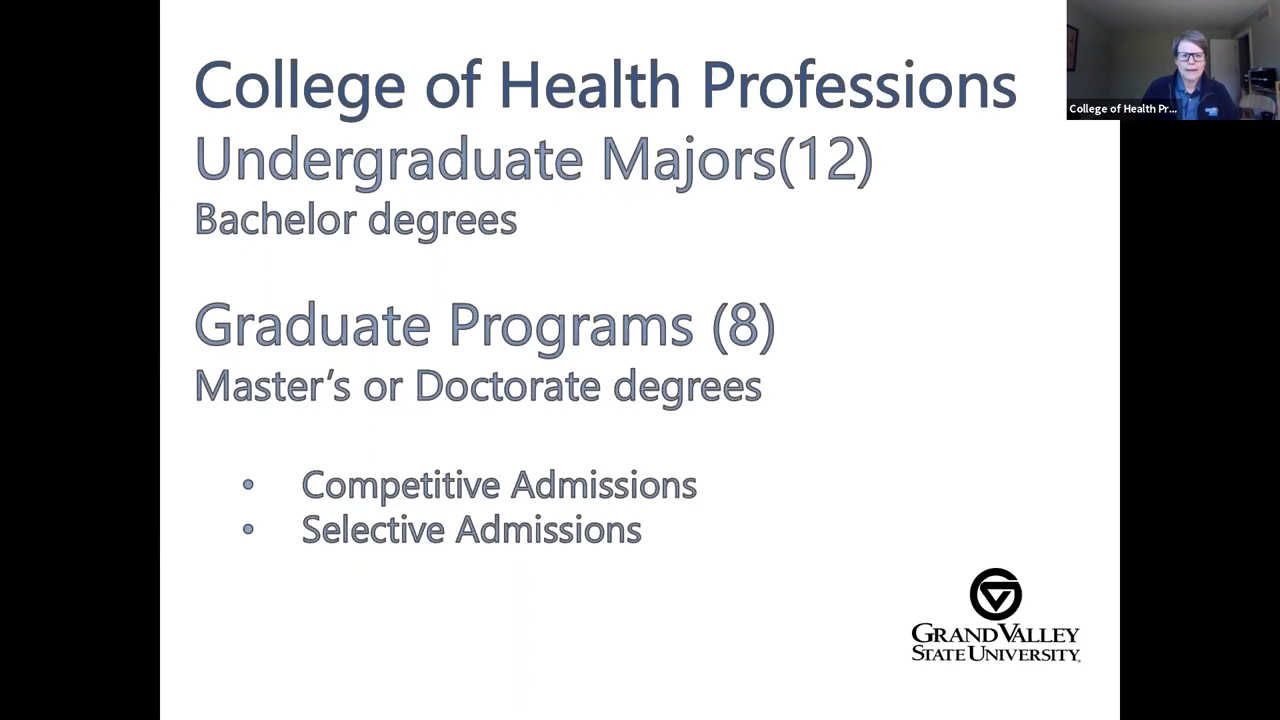 College of Health Professions
Undergraduate Majors(12)
Bachelor degrees
Graduate Programs (8)
Master’s or Doctorate degrees
• Competitive Admissions
• Selective Admissions
GRAND VALLEY
STATE UNIVERSITY
College of Health Pr...